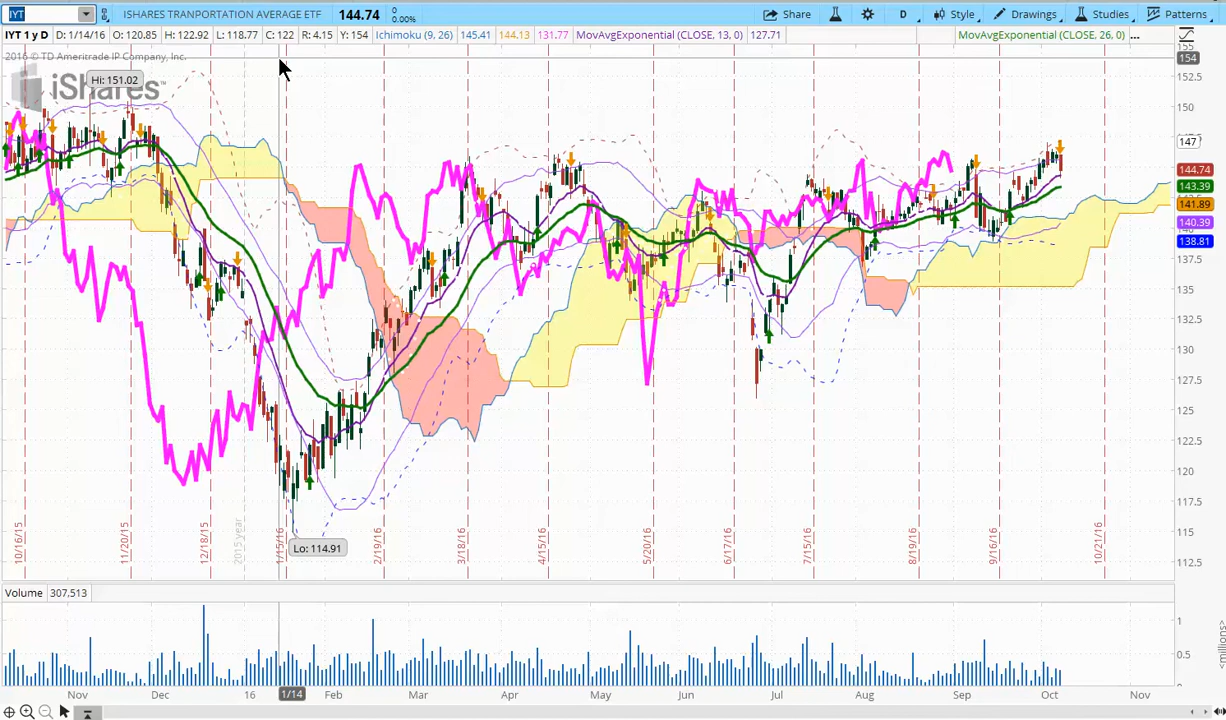 IYT ISHARES TRANPORTATION AVERAGE ETF 144.74 0 0.00% Share D Style Drawings Studies Patterns
IYT 1 y D D: 1/14/16 O: 120.85 H: 122.92 L: 118.77 C: 122 R: 4.15 Y: 154 Ichimoku (9, 26) 145.41 144.13 131.77 MovAvgExponential (CLOSE, 13, 0) 127.71 MovAvgExponential (CLOSE, 26, 0) ...
2016 © TD Ameritrade IP Company, Inc.
iShares™
Hi: 151.02
Lo: 114.91
155
154
152.5
150
147
144.74
143.39
141.89
140.39
138.81
137.5
135
132.5
130
127.5
125
122.5
120
117.5
115
112.5
10/16/15 11/20/15 12/18/15 2015 year 1/15/16 2/19/16 3/18/16 4/15/16 5/20/16 6/17/16 7/15/16 8/19/16 9/16/16 10/21/16
Volume 307,513
1
0.5
0
<millions>
Nov Dec 16 1/14 Feb Mar Apr May Jun Jul Aug Sep Oct Nov